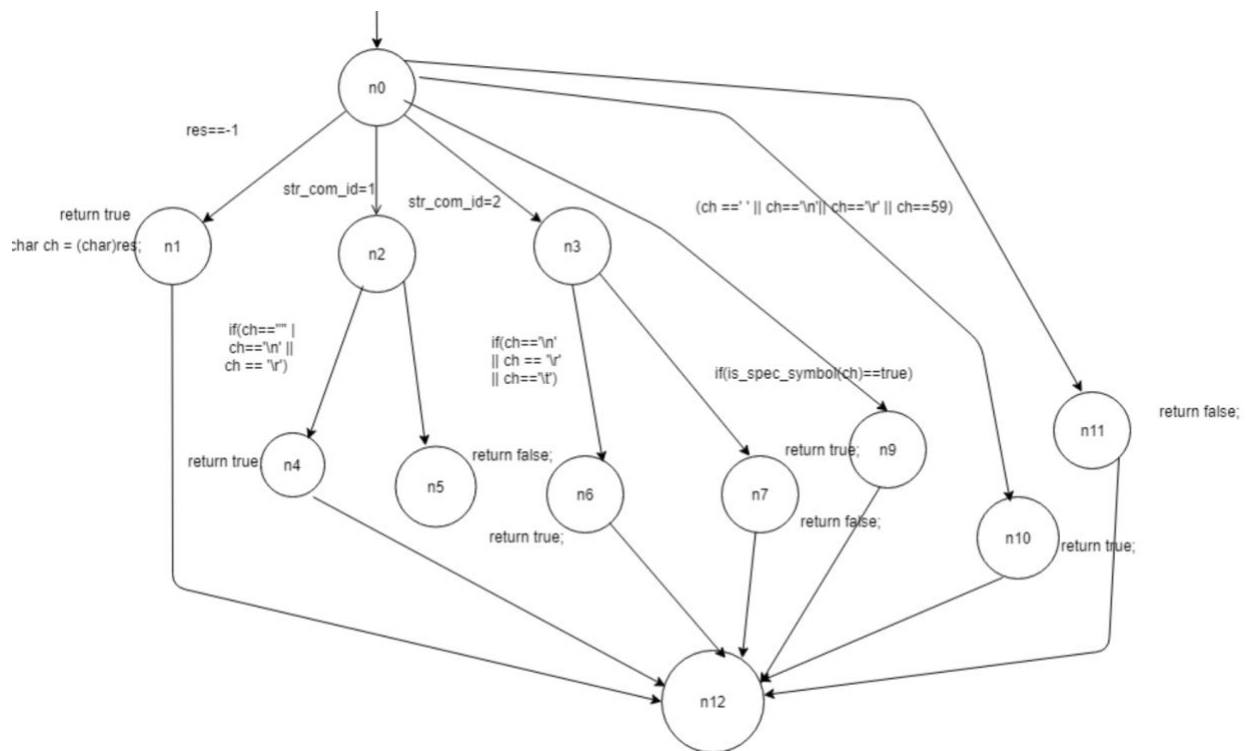 n0
res==-1
str_com_id=1
str_com_id=2
(ch ==' ' || ch=='\n'|| ch=='\r' || ch==59)
return true
char ch = (char)res;
n1
n2
n3
if(ch=='"' |
ch=='\n' ||
ch == '\r')
if(ch=='\n'
|| ch == '\r'
|| ch=='\t')
if(is_spec_symbol(ch)==true)
return false;
n11
return true
n4
return false;
n5
return true;
n9
n6
n7
return false;
return true;
n10
return true;
n12